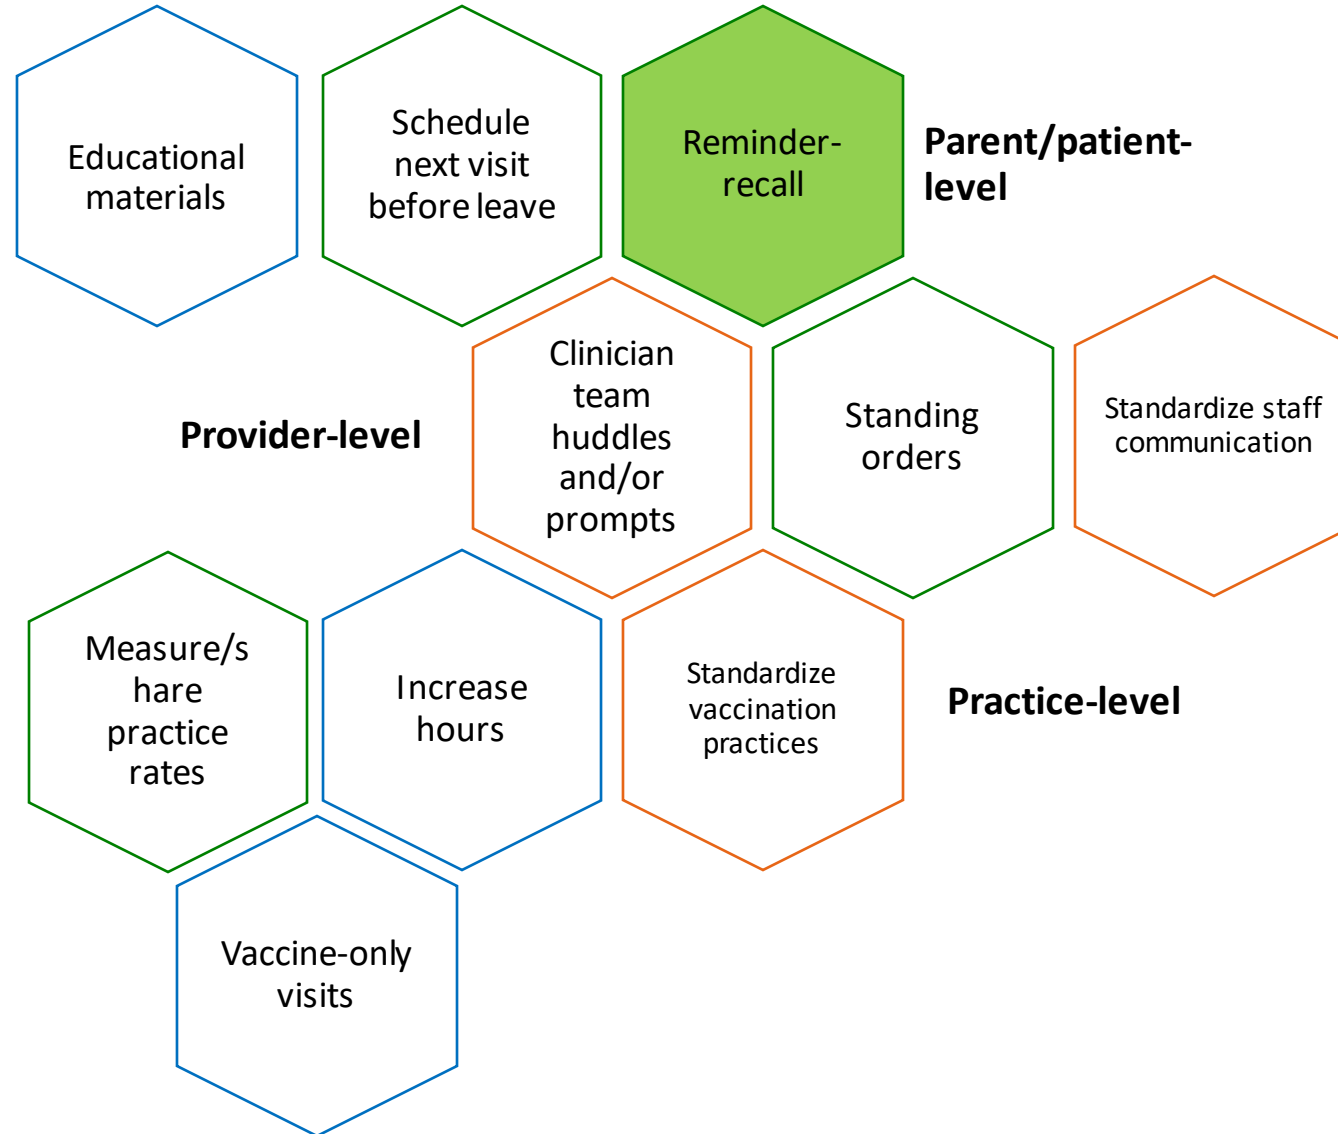 Educational
materials
Schedule
next visit
before leave
Reminder-
recall
Parent/patient-
level
Provider-level
Clinician
team
huddles
and/or
prompts
Standing
orders
Standardize staff
communication
Measure/s
hare
practice
rates
Increase
hours
Standardize
vaccination
practices
Practice-level
Vaccine-only
visits